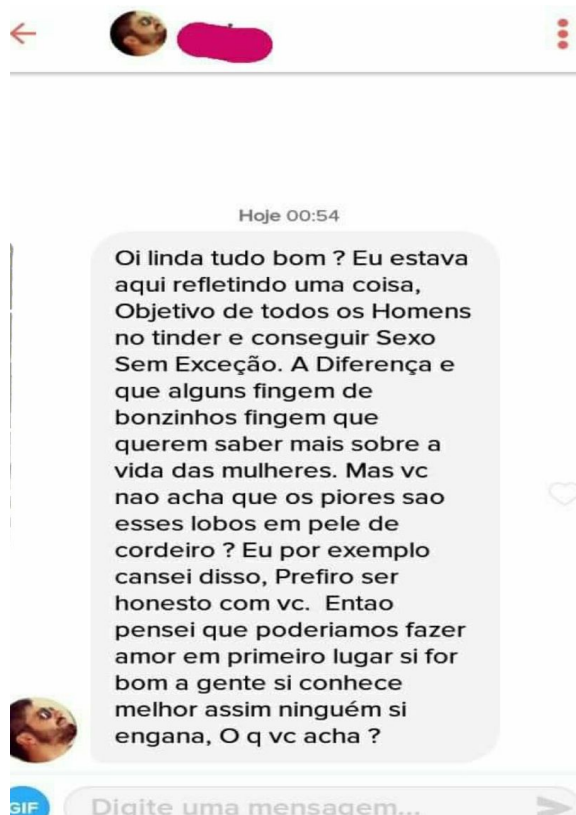 Hoje 00:54
Oi linda tudo bom ? Eu estava
aqui refletindo uma coisa,
Objetivo de todos os Homens
no tinder e conseguir Sexo
Sem Exceção. A Diferença e
que alguns fingem de
bonzinhos fingem que
querem saber mais sobre a
vida das mulheres. Mas vc
nao acha que os piores sao
esses lobos em pele de
cordeiro ? Eu por exemplo
cansei disso, Prefiro ser
honesto com vc. Entao
pensei que poderiamos fazer
amor em primeiro lugar si for
bom a gente si conhece
melhor assim ninguém si
engana, O q vc acha ?
GIF
Digite uma mensagem...